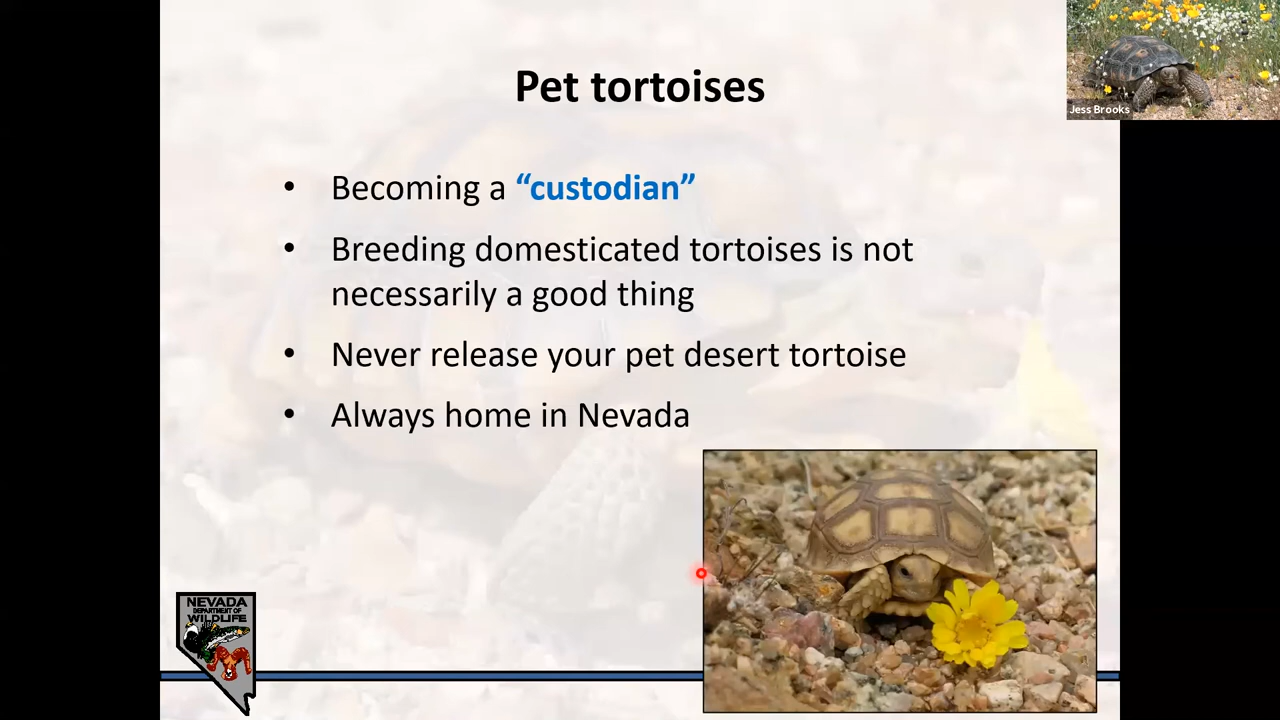 Pet tortoises
Jess Brooks
• Becoming a “custodian”
• Breeding domesticated tortoises is not
necessarily a good thing
• Never release your pet desert tortoise
• Always home in Nevada
NEVADA
DEPARTMENT OF
WILDLIFE